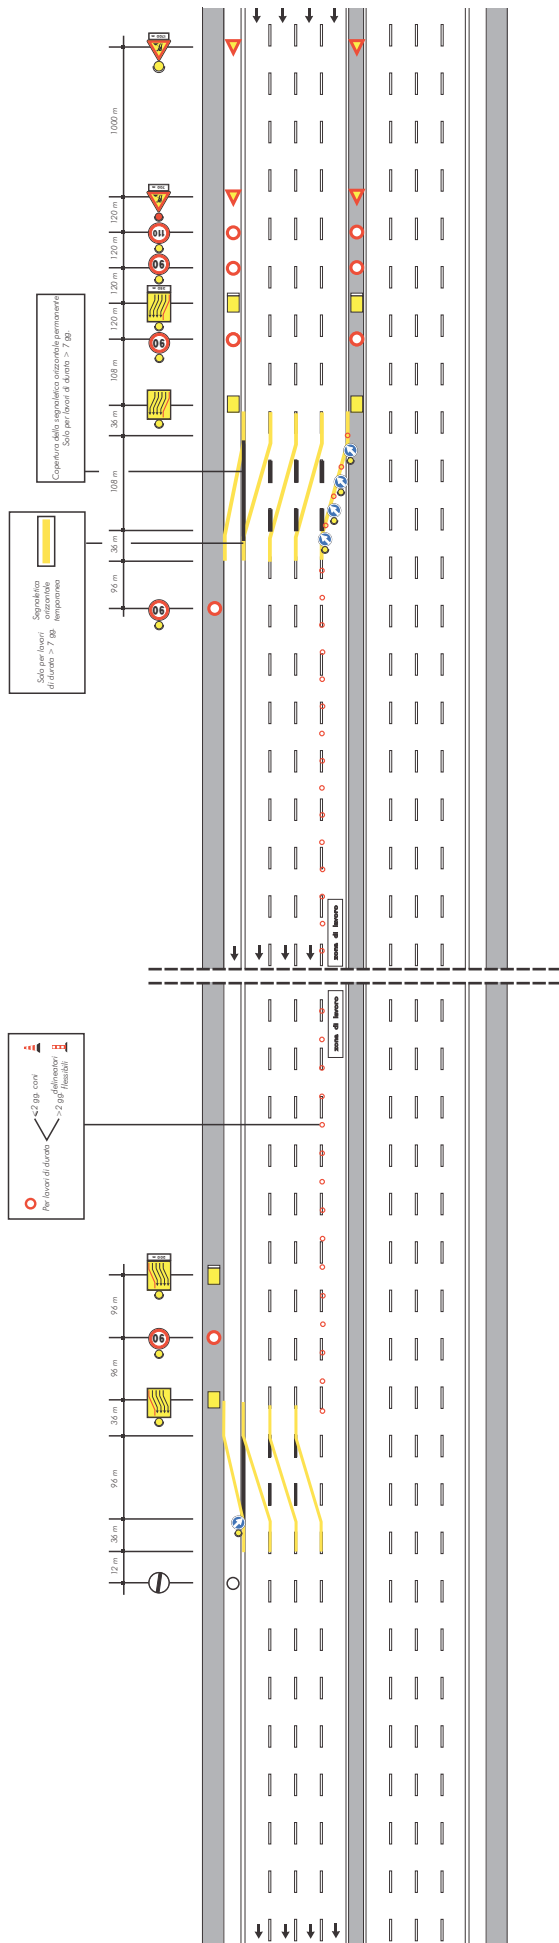 1000 m
120 m
110
120 m
90
120 m
120 m
90
108 m
36 m
108 m
36 m
96 m
90
Copertura della segnaletica orizzontale permanente
Solo per lavori di durata > 7 gg.
Segnaletica
orizzontale
temporanea
Solo per lavori
di durata > 7 gg.
zona di lavoro
zona di lavoro
Per lavori di durata
<2 gg. coni
>2 gg. delineatori
flessibili
96 m
90
96 m
36 m
96 m
36 m
12 m